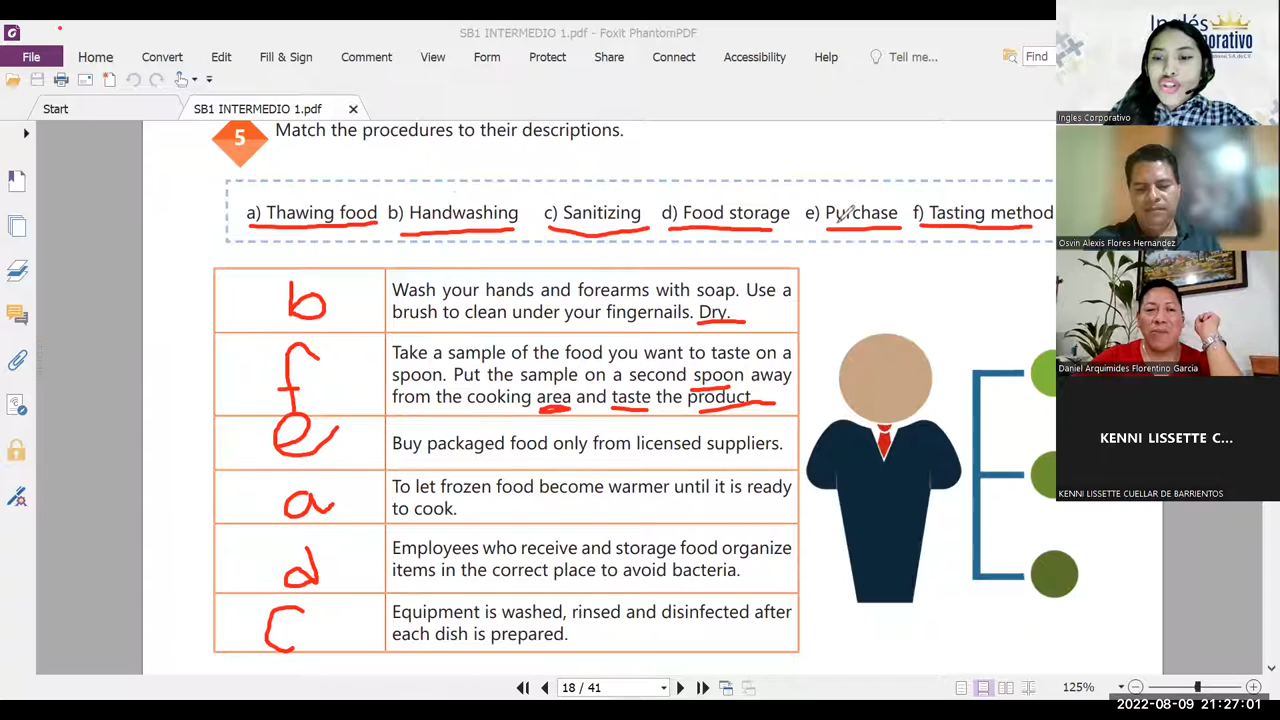 SB1 INTERMEDIO 1.pdf - Foxit PhantomPDF
File Home Convert Edit Fill & Sign Comment View Form Protect Share Connect Accessibility Help Tell me... Find
Start SB1 INTERMEDIO 1.pdf
5 Match the procedures to their descriptions.
a) Thawing food b) Handwashing c) Sanitizing d) Food storage e) Purchase f) Tasting method
b
Wash your hands and forearms with soap. Use a
brush to clean under your fingernails. Dry.
f
Take a sample of the food you want to taste on a
spoon. Put the sample on a second spoon away
from the cooking area and taste the product.
e
Buy packaged food only from licensed suppliers.
a
To let frozen food become warmer until it is ready
to cook.
d
Employees who receive and storage food organize
items in the correct place to avoid bacteria.
C
Equipment is washed, rinsed and disinfected after
each dish is prepared.
18 / 41
125%
Inglés
Ingles Corporativo
Osvin Alexis Flores Hernandez
Daniel Arquimides Florentino Garcia
KENNI LISSETTE C...
KENNI LISSETTE CUELLAR DE BARRIENTOS
2022-08-09 21:27:01